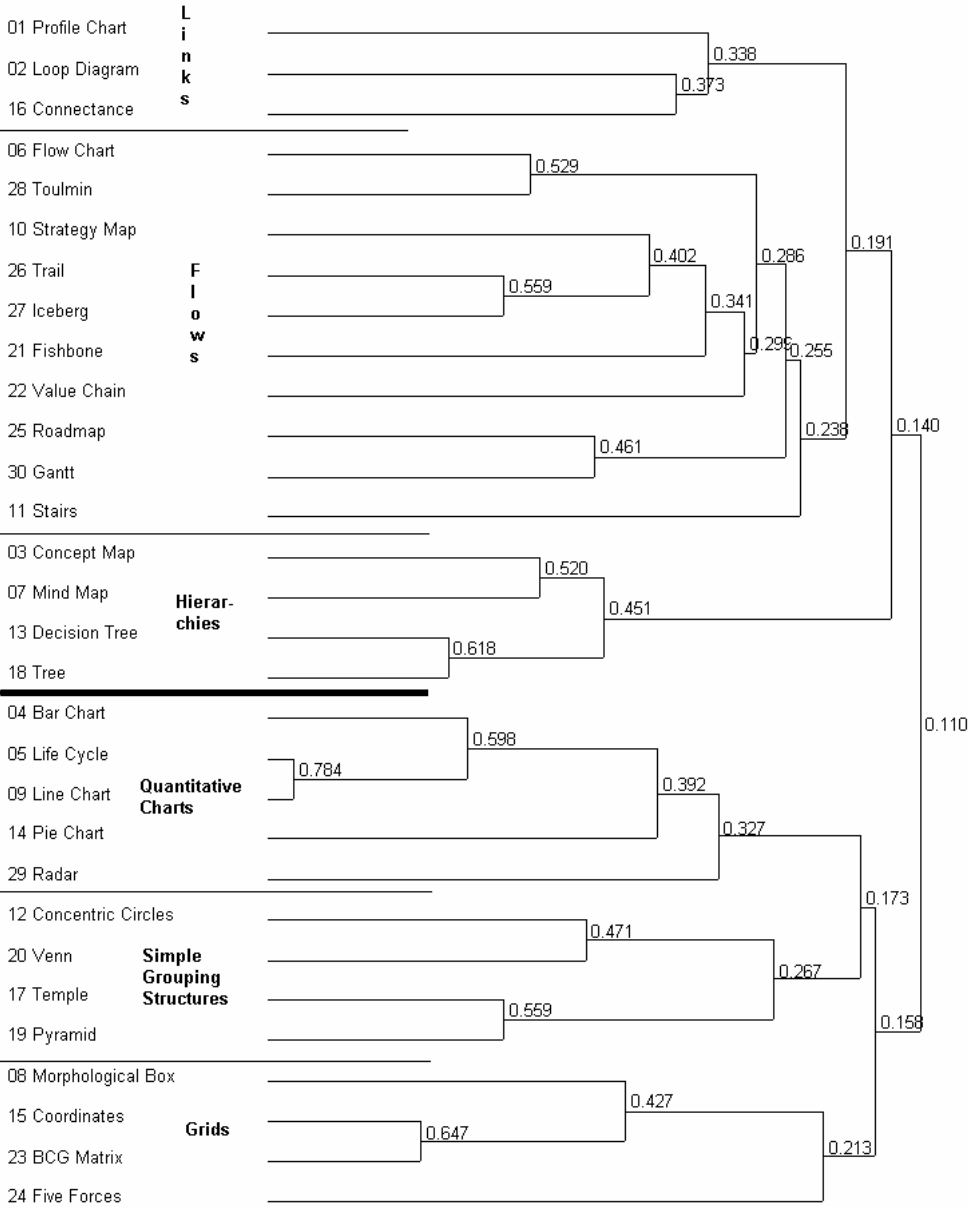 01 Profile Chart
02 Loop Diagram
16 Connectance
Links
0.338
0.373
06 Flow Chart
28 Toulmin
10 Strategy Map
26 Trail
27 Iceberg
21 Fishbone
22 Value Chain
25 Roadmap
30 Gantt
11 Stairs
Flows
0.529
0.402
0.559
0.341
0.299
0.286
0.255
0.461
0.238
0.191
03 Concept Map
07 Mind Map
13 Decision Tree
18 Tree
Hierar-
chies
0.520
0.451
0.618
0.140
04 Bar Chart
05 Life Cycle
09 Line Chart
14 Pie Chart
29 Radar
Quantitative
Charts
0.598
0.784
0.392
0.327
0.110
12 Concentric Circles
20 Venn
17 Temple
19 Pyramid
Simple
Grouping
Structures
0.471
0.267
0.559
0.173
0.158
08 Morphological Box
15 Coordinates
23 BCG Matrix
24 Five Forces
Grids
0.427
0.647
0.213